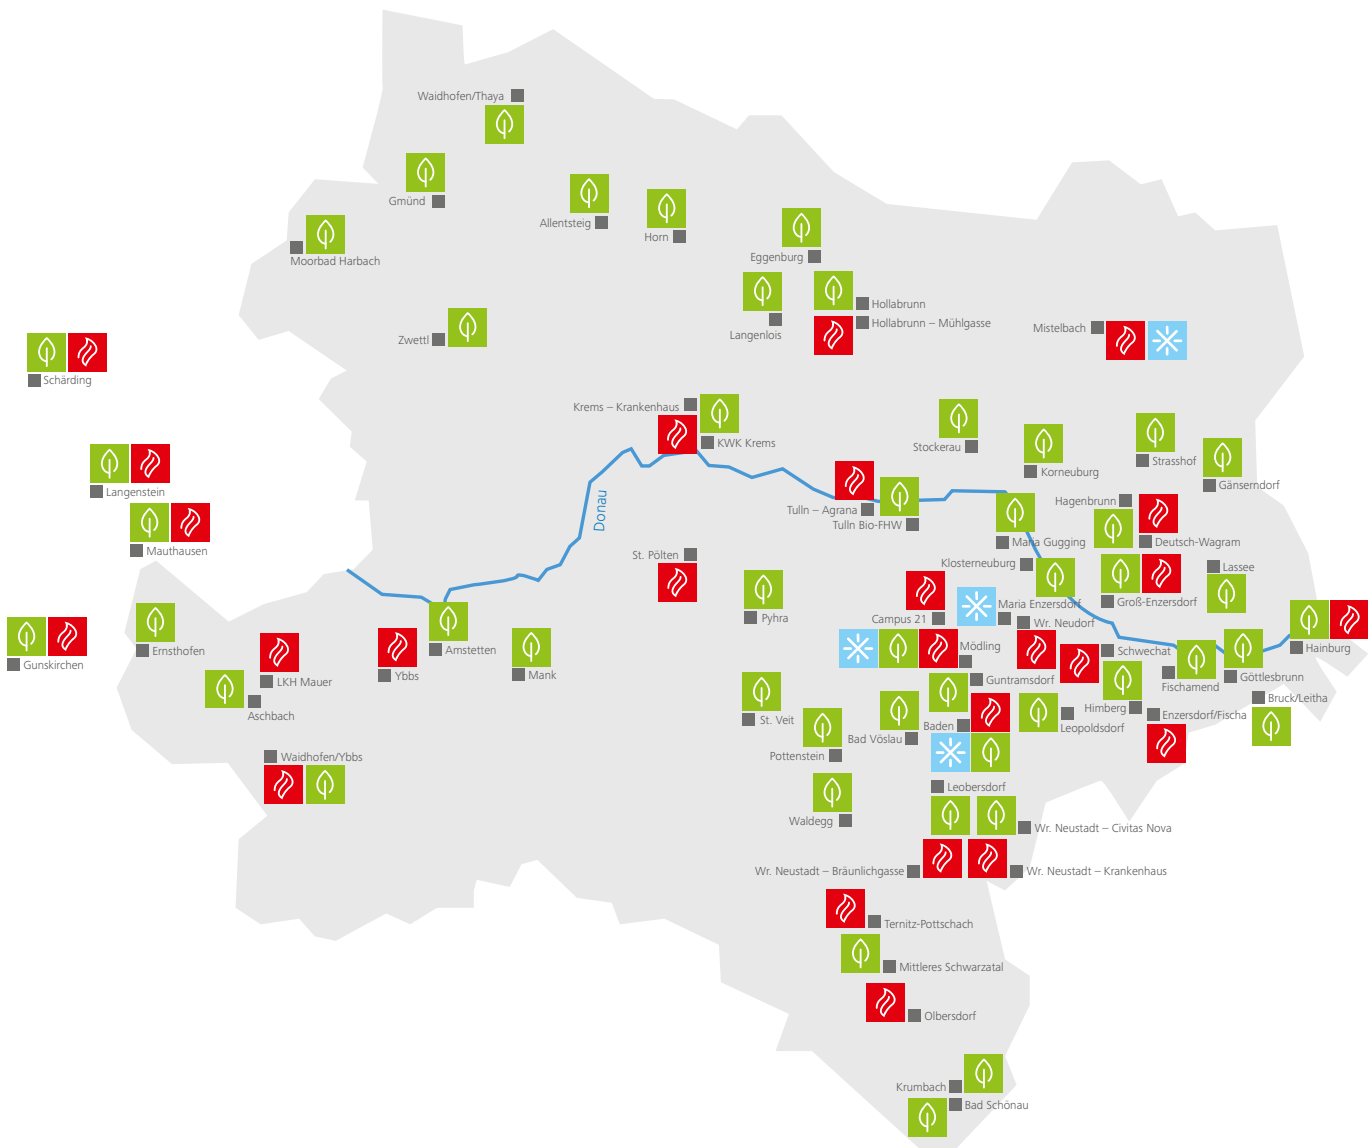 Waidhofen/Thaya
Gmünd
Allentsteig
Horn
Moorbad Harbach
Eggenburg
Hollabrunn
Hollabrunn – Mühlgasse
Langenlois
Mistelbach
Zwettl
Schärding
Krems – Krankenhaus
KWK Krems
Stockerau
Korneuburg
Strasshof
Gänserndorf
Langenstein
Mauthausen
Donau
Tulln – Agrana
Tulln Bio-FHW
Hagenbrunn
Maria Gugging
Deutsch-Wagram
St. Pölten
Klosterneuburg
Lassee
Pyhra
Campus 21
Maria Enzersdorf
Groß-Enzersdorf
Wr. Neudorf
Gunskirchen
Ernsthofen
Amstetten
Mödling
Schwechat
Hainburg
LKH Mauer
Ybbs
Mank
Guntramsdorf
Fischamend
Göttlesbrunn
Aschbach
St. Veit
Bad Vöslau
Baden
Leopoldsdorf
Himberg
Enzersdorf/Fischa
Bruck/Leitha
Waidhofen/Ybbs
Pottenstein
Leobersdorf
Waldegg
Wr. Neustadt – Civitas Nova
Wr. Neustadt – Bräunlichgasse
Wr. Neustadt – Krankenhaus
Ternitz-Pottschach
Mittleres Schwarzatal
Olbersdorf
Krumbach
Bad Schönau